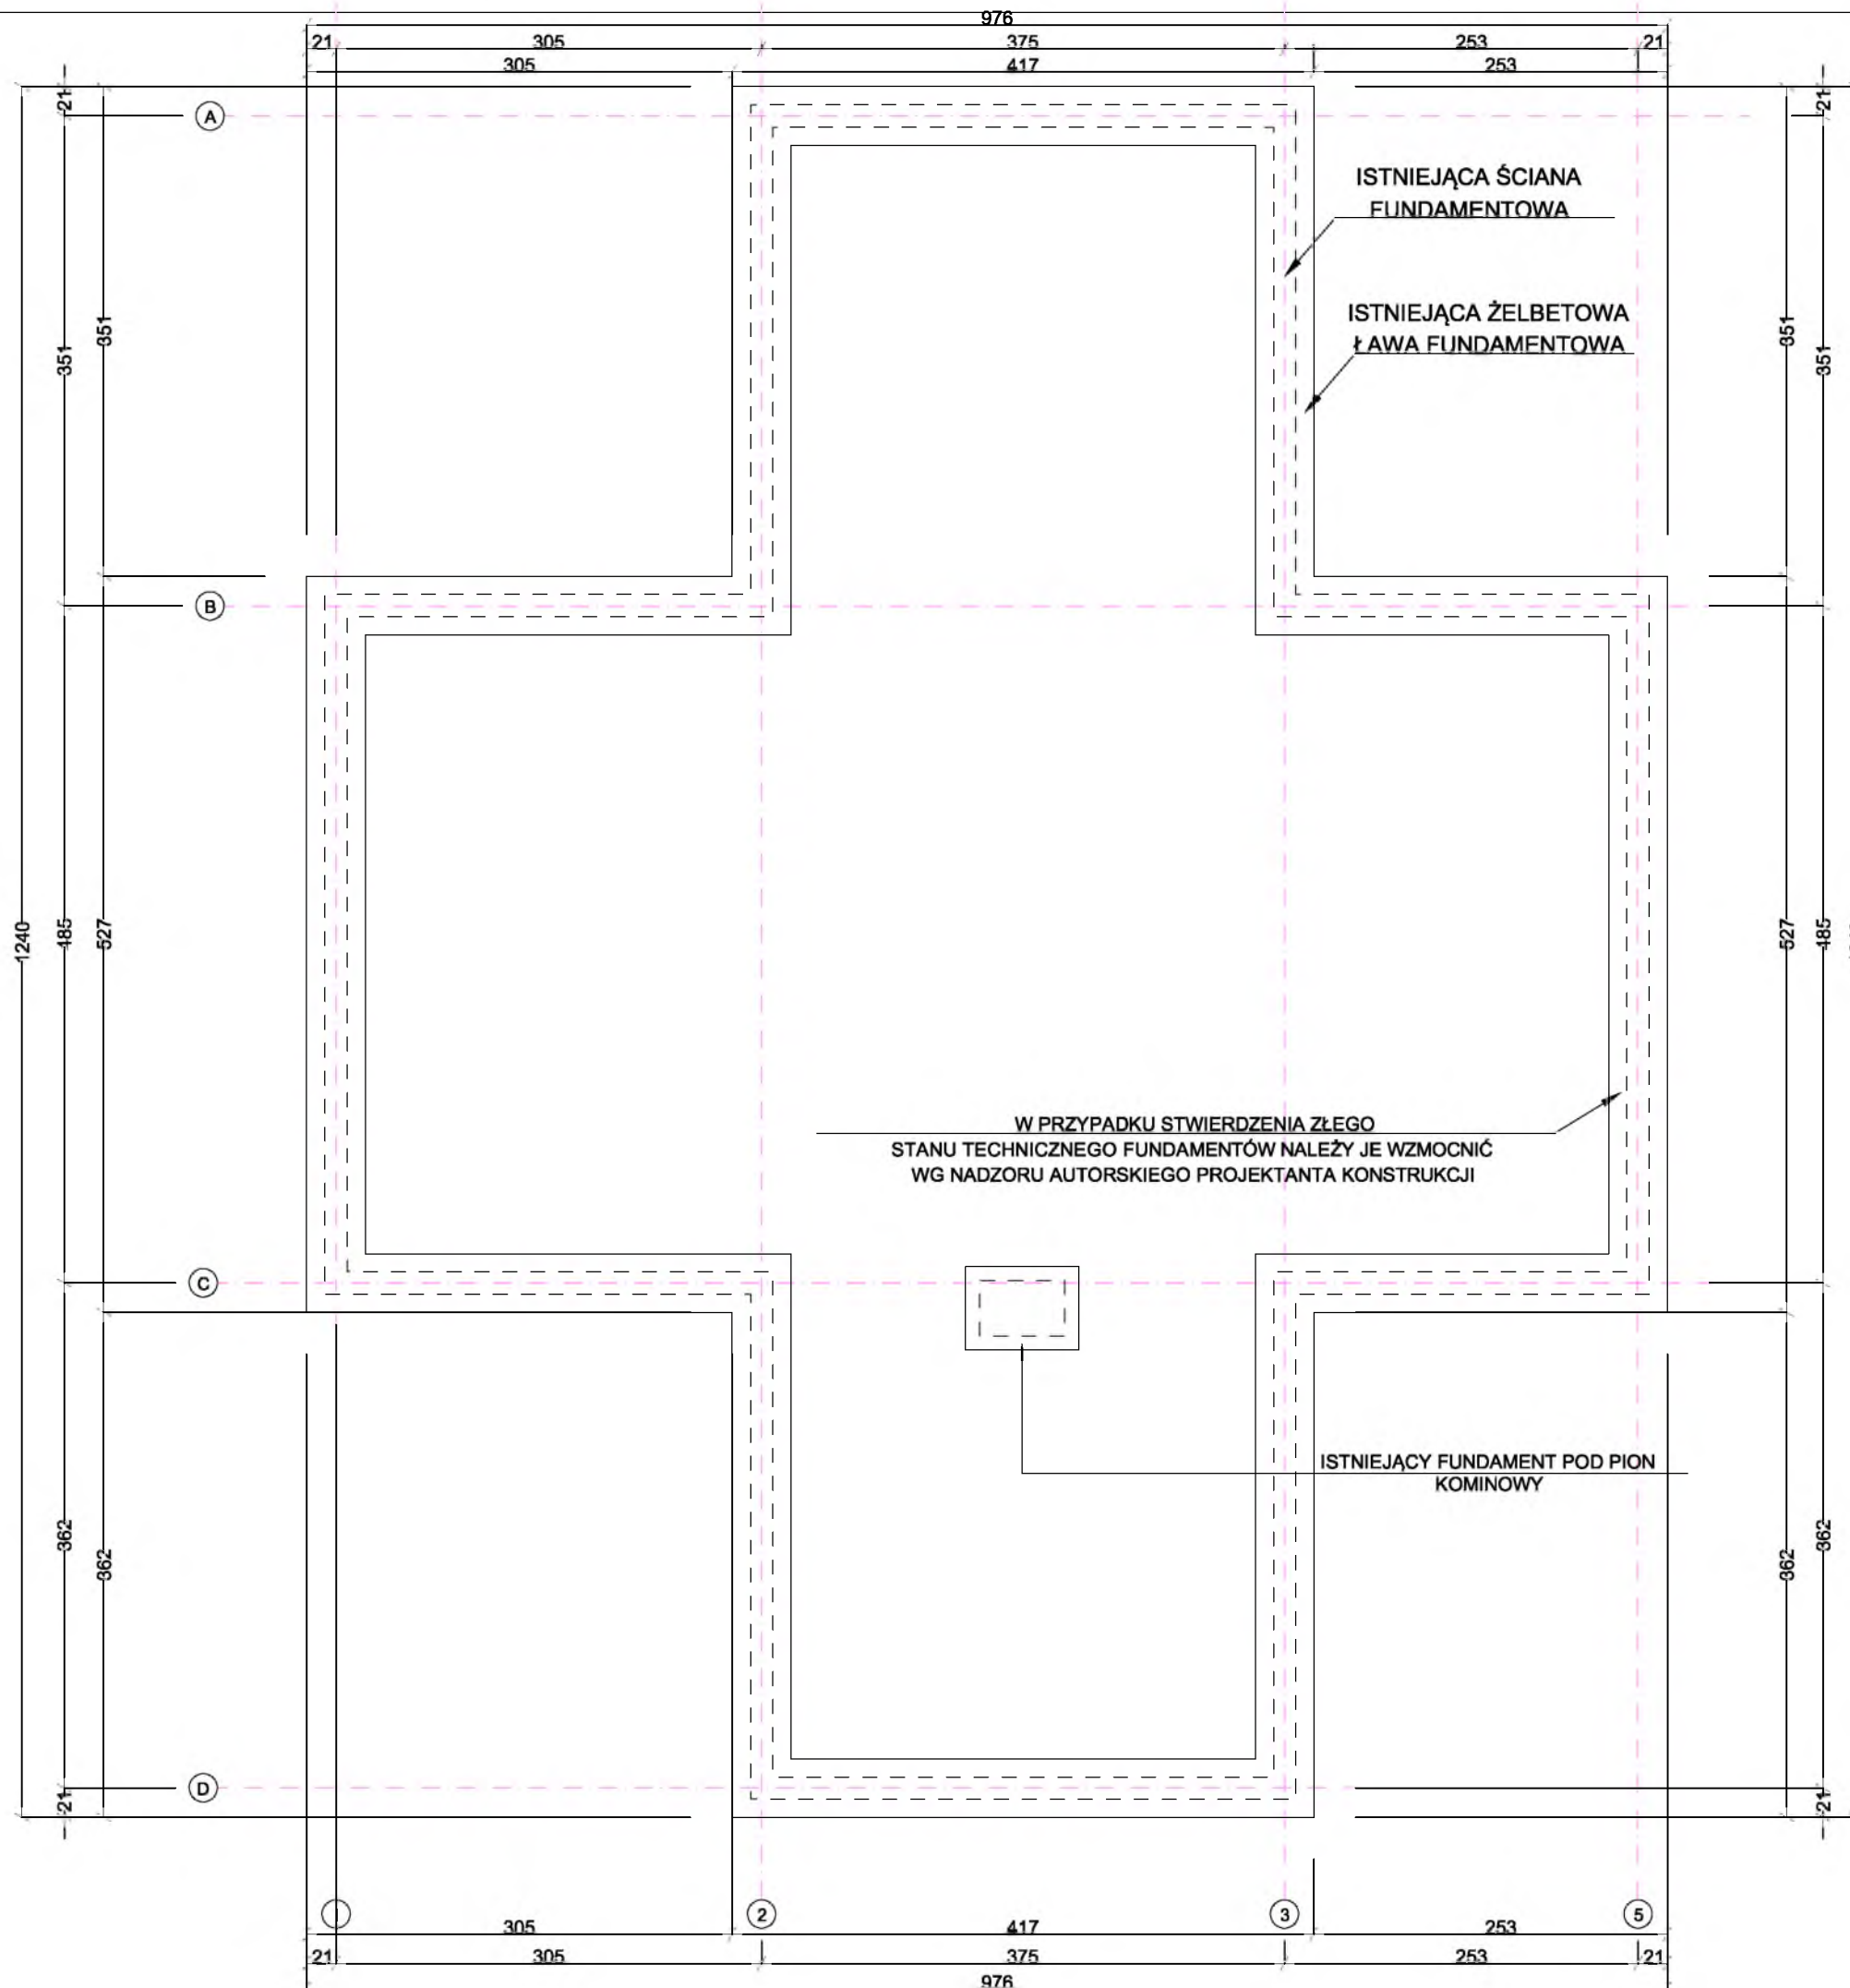 976
21 305 375 253 21
305 417 253
21
21
A
ISTNIEJĄCA ŚCIANA
FUNDAMENTOWA
ISTNIEJĄCA ŻELBETOWA
ŁAWA FUNDAMENTOWA
351 351
351 351
B
1240 485 527
527 485
W PRZYPADKU STWIERDZENIA ZŁEGO
STANU TECHNICZNEGO FUNDAMENTÓW NALEŻY JE WZMOCNIĆ
WG NADZORU AUTORSKIEGO PROJEKTANTA KONSTRUKCJI
C
ISTNIEJĄCY FUNDAMENT POD PION
KOMINOWY
362 362
362 362
D
21
21
2 3 5
305 417 253
21 305 375 253 21
976